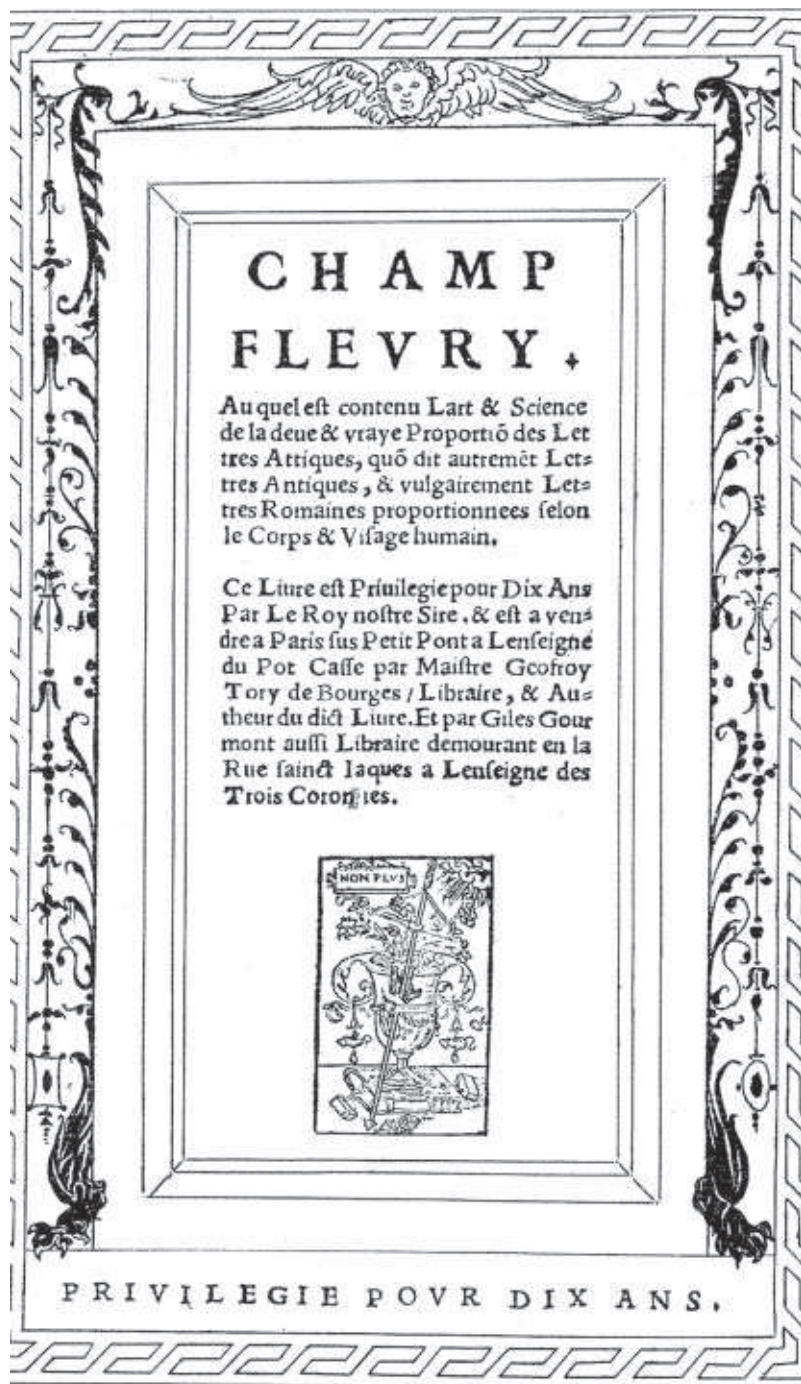 CHAMP
FLEVRY.
Au quel eſt contenu Lart & Science
de la deue & vraye Proportiõ des Let
tres Attiques, quõ dit autremẽt Let⸗
tres Antiques, & vulgairement Let⸗
tres Romaines proportionnees ſelon
le Corps & Viſage humain.
Ce Liure eſt Priuilegie pour Dix Ans
Par Le Roy noſtre Sire. & eſt a ven⸗
dre a Paris ſus Petit Pont a Lenſeigne
du Pot Caſſe par Maiſtre Geofroy
Tory de Bourges / Libraire, & Au⸗
theur du dict Liure. Et par Giles Gour
mont auſſi Libraire demourant en la
Rue ſainct Iaques a Lenſeigne des
Trois Coronnes.
NON PLVS
PRIVILEGIE POVR DIX ANS.